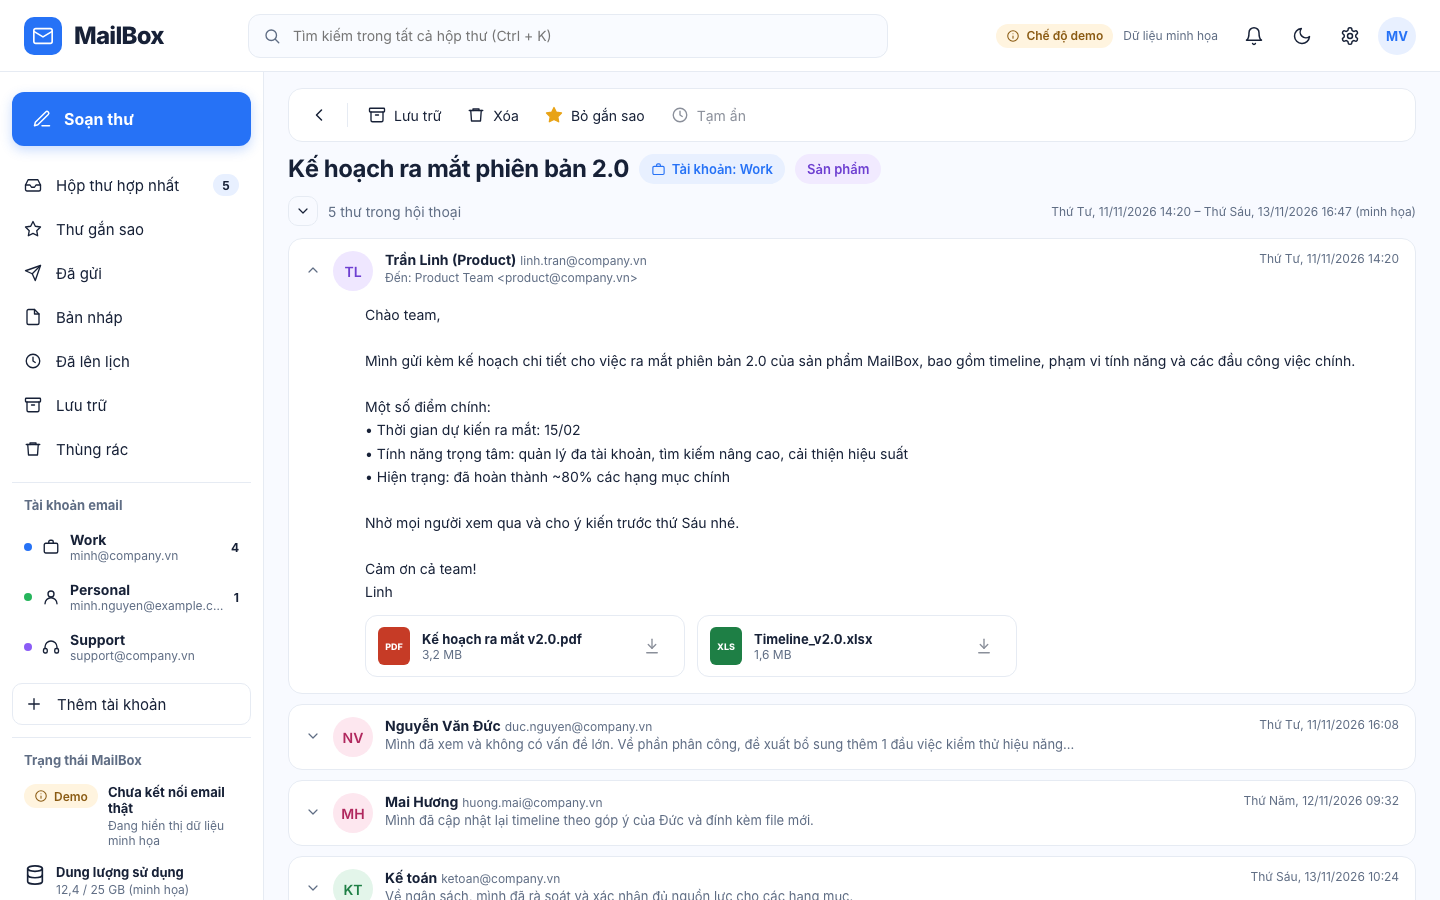 MailBox
Tìm kiếm trong tất cả hộp thư (Ctrl + K)
Chế độ demo
Dữ liệu minh họa
MV
Soạn thư
Hộp thư hợp nhất 5
Thư gắn sao
Đã gửi
Bản nháp
Đã lên lịch
Lưu trữ
Thùng rác
Tài khoản email
Work 4
minh@company.vn
Personal 1
minh.nguyen@example.c...
Support
support@company.vn
Thêm tài khoản
Trạng thái MailBox
Demo
Chưa kết nối email
thật
Đang hiển thị dữ liệu
minh họa
Dung lượng sử dụng
12,4 / 25 GB (minh họa)
Lưu trữ Xóa Bỏ gắn sao Tạm ẩn
Kế hoạch ra mắt phiên bản 2.0 Tài khoản: Work Sản phẩm
5 thư trong hội thoại Thứ Tư, 11/11/2026 14:20 – Thứ Sáu, 13/11/2026 16:47 (minh họa)
TL
Trần Linh (Product) linh.tran@company.vn Thứ Tư, 11/11/2026 14:20
Đến: Product Team <product@company.vn>
Chào team,
Mình gửi kèm kế hoạch chi tiết cho việc ra mắt phiên bản 2.0 của sản phẩm MailBox, bao gồm timeline, phạm vi tính năng và các đầu công việc chính.
Một số điểm chính:
• Thời gian dự kiến ra mắt: 15/02
• Tính năng trọng tâm: quản lý đa tài khoản, tìm kiếm nâng cao, cải thiện hiệu suất
• Hiện trạng: đã hoàn thành ~80% các hạng mục chính
Nhờ mọi người xem qua và cho ý kiến trước thứ Sáu nhé.
Cảm ơn cả team!
Linh
PDF
Kế hoạch ra mắt v2.0.pdf
3,2 MB
XLS
Timeline_v2.0.xlsx
1,6 MB
NV
Nguyễn Văn Đức duc.nguyen@company.vn Thứ Tư, 11/11/2026 16:08
Mình đã xem và không có vấn đề lớn. Về phần phân công, đề xuất bổ sung thêm 1 đầu việc kiểm thử hiệu năng...
MH
Mai Hương huong.mai@company.vn Thứ Năm, 12/11/2026 09:32
Mình đã cập nhật lại timeline theo góp ý của Đức và đính kèm file mới.
KT
Kế toán ketoan@company.vn Thứ Sáu, 13/11/2026 10:24
Về ngân sách, mình đã rà soát và xác nhận đủ nguồn lực cho các hạng mục.